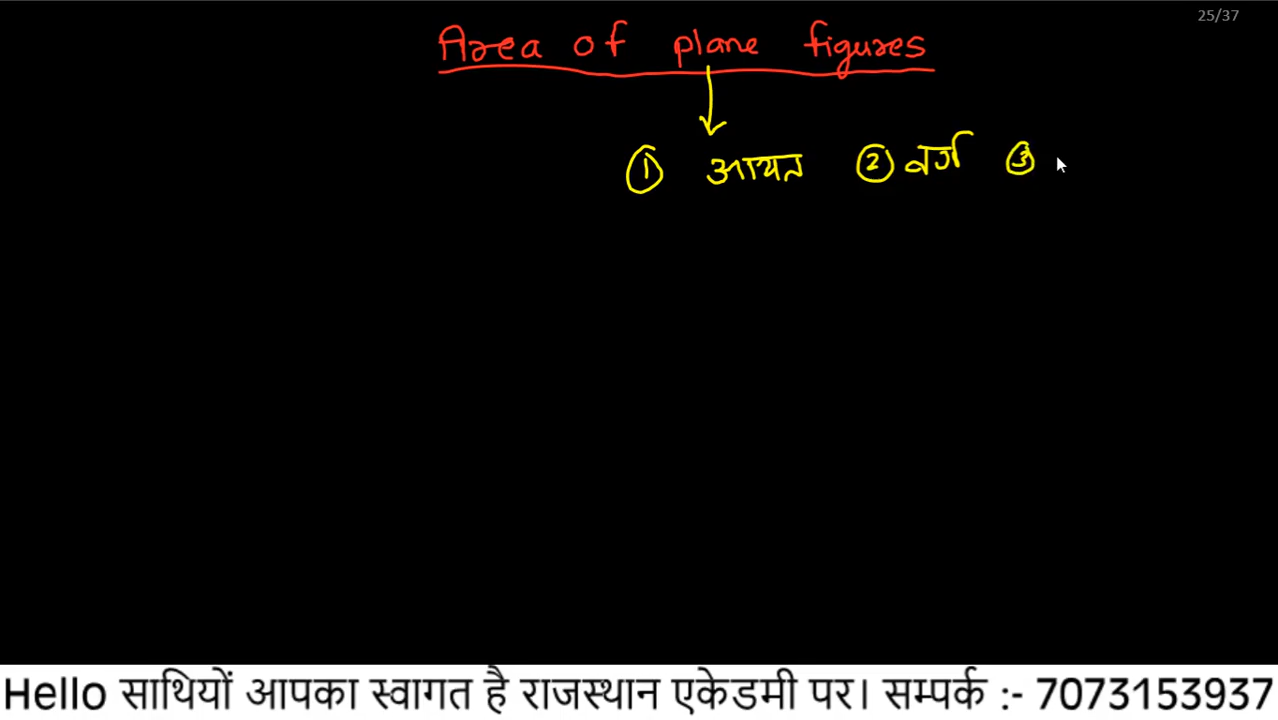 25/37
Area of plane figures
① आयत ② वर्ग ③
Hello साथियों आपका स्वागत है राजस्थान एकेडमी पर। सम्पर्क :- 7073153937